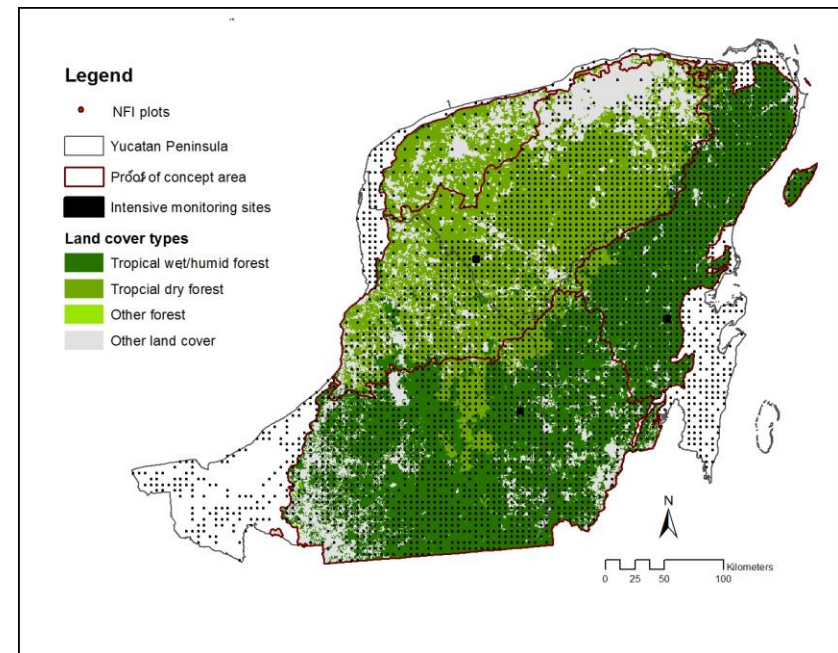 Legend
NFI plots
Yucatan Peninsula
Proof of concept area
Intensive monitoring sites
Land cover types
Tropical wet/humid forest
Tropcial dry forest
Other forest
Other land cover
N
Kilometers
0 25 50 100